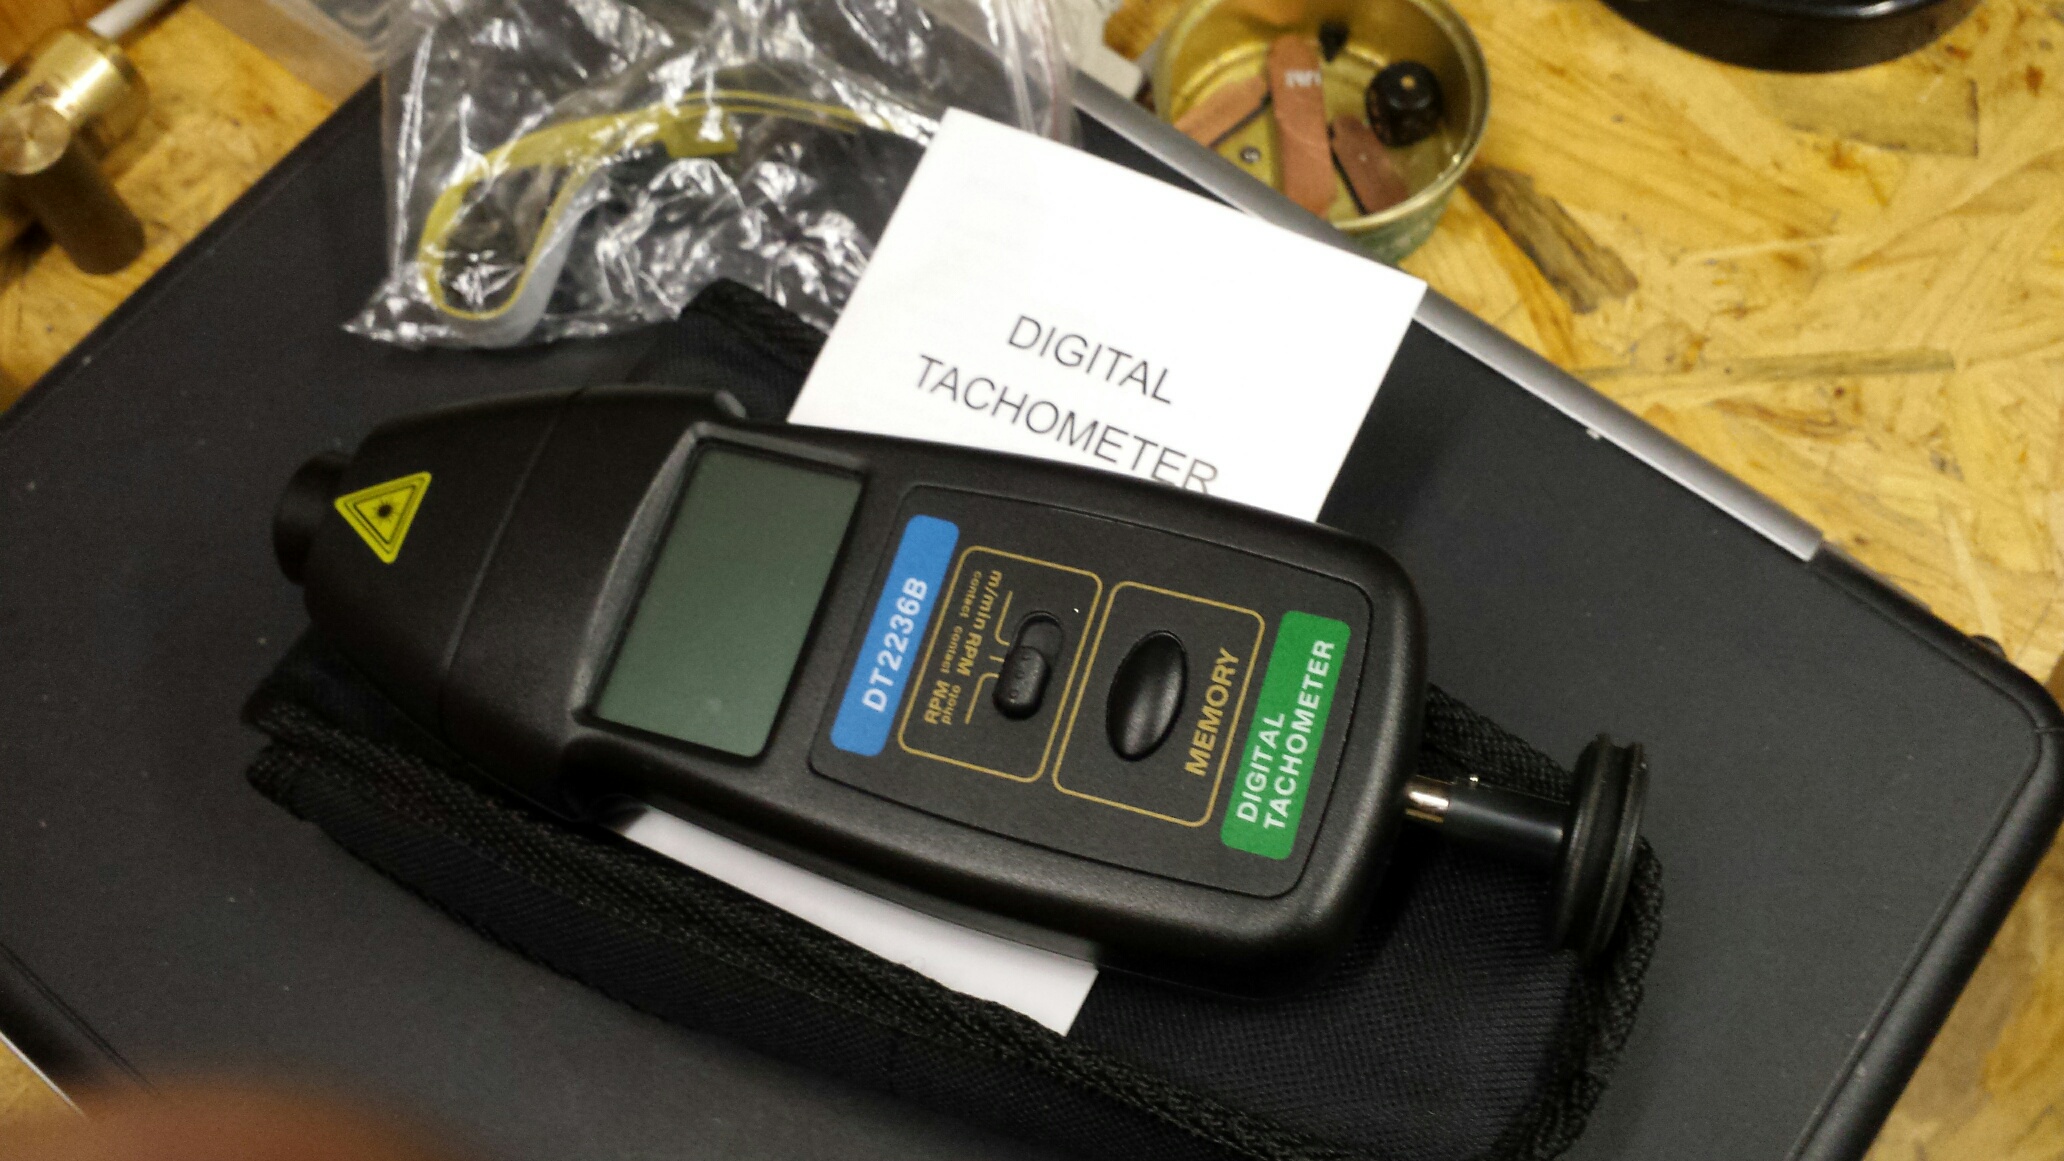 DIGITAL
TACHOMETER
DT2236B
m/min RPM RPM
contact contact photo
MEMORY
DIGITAL
TACHOMETER